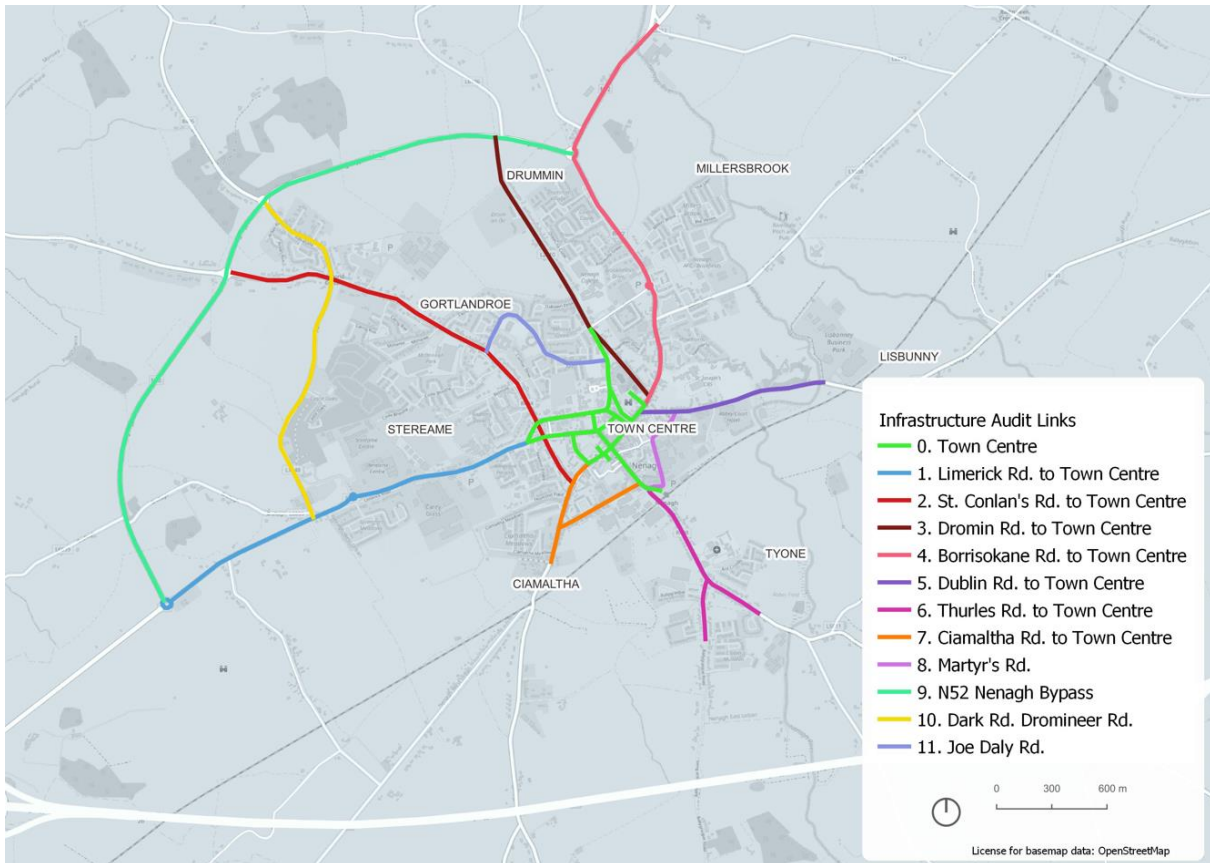 DRUMMIN
MILLERSBROOK
GORTLANDROE
LISBUNNY
STEREAME
TOWN CENTRE
Nenagh
TYONE
CIAMALTHA
P
P
P
P
Infrastructure Audit Links
0. Town Centre
1. Limerick Rd. to Town Centre
2. St. Conlan's Rd. to Town Centre
3. Dromin Rd. to Town Centre
4. Borrisokane Rd. to Town Centre
5. Dublin Rd. to Town Centre
6. Thurles Rd. to Town Centre
7. Ciamaltha Rd. to Town Centre
8. Martyr's Rd.
9. N52 Nenagh Bypass
10. Dark Rd. Dromineer Rd.
11. Joe Daly Rd.
0 300 600 m
License for basemap data: OpenStreetMap